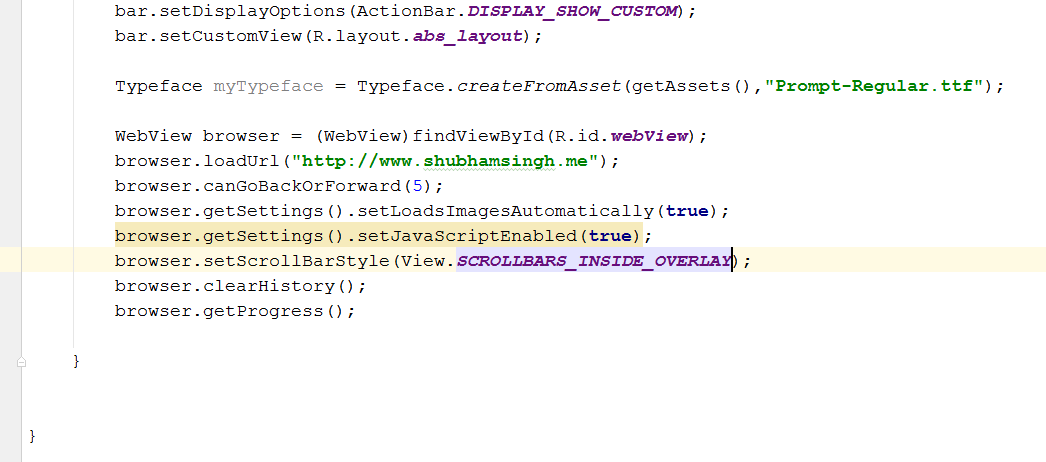 bar.setDisplayOptions(ActionBar.DISPLAY_SHOW_CUSTOM);
bar.setCustomView(R.layout.abs_layout);
Typeface myTypeface = Typeface.createFromAsset(getAssets(),"Prompt-Regular.ttf");
WebView browser = (WebView)findViewById(R.id.webView);
browser.loadUrl("http://www.shubhamsingh.me");
browser.canGoBackOrForward(5);
browser.getSettings().setLoadsImagesAutomatically(true);
browser.getSettings().setJavaScriptEnabled(true);
browser.setScrollBarStyle(View.SCROLLBARS_INSIDE_OVERLAY);
browser.clearHistory();
browser.getProgress();
}
}